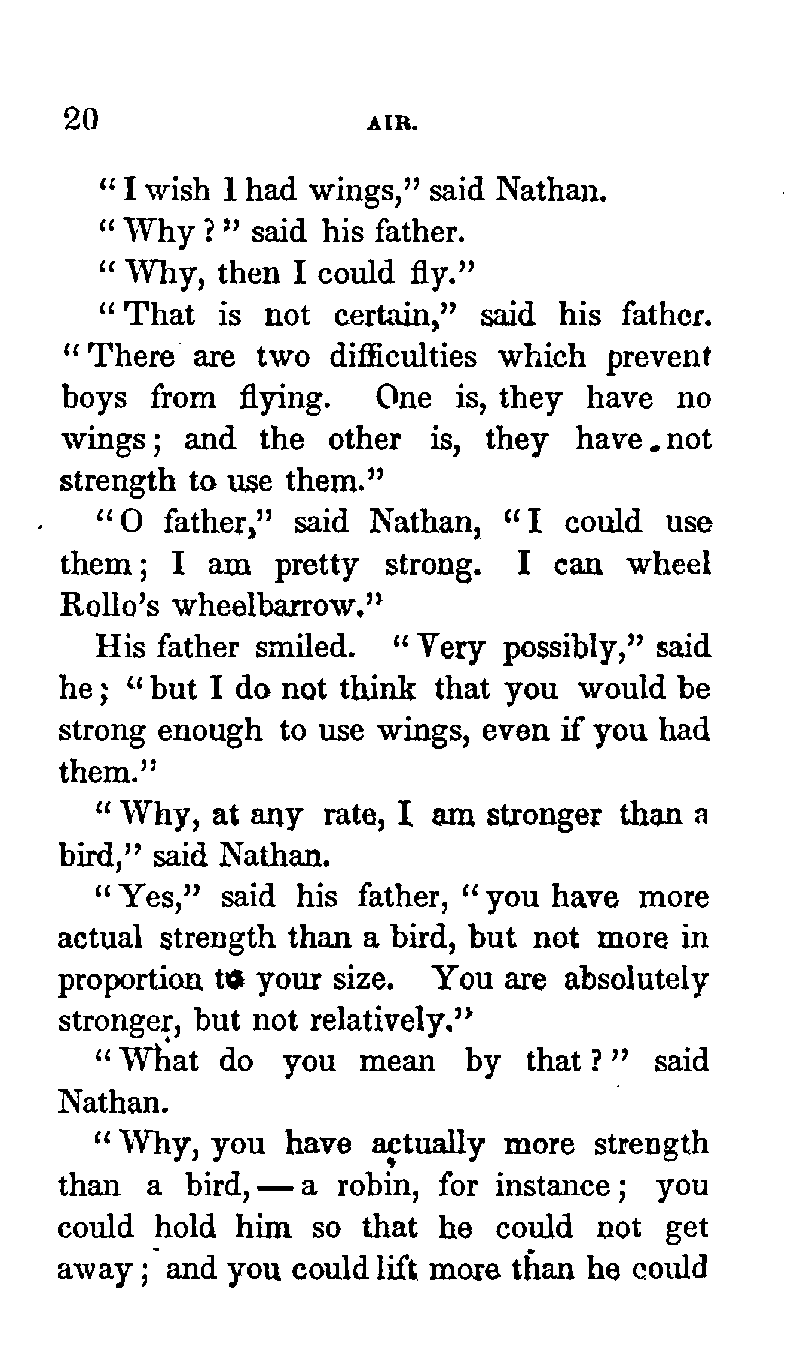 20 AIR.
“ I wish I had wings,” said Nathan.
“ Why ? ” said his father.
“ Why, then I could fly.”
“ That is not certain,” said his father.
“ There are two difficulties which prevent
boys from flying. One is, they have no
wings ; and the other is, they have not
strength to use them.”
“ O father,” said Nathan, “ I could use
them ; I am pretty strong. I can wheel
Rollo’s wheelbarrow.”
His father smiled. “ Very possibly,” said
he ; “ but I do not think that you would be
strong enough to use wings, even if you had
them.”
“ Why, at any rate, I am stronger than a
bird,” said Nathan.
“ Yes,” said his father, “ you have more
actual strength than a bird, but not more in
proportion to your size. You are absolutely
stronger, but not relatively.”
“ What do you mean by that ? ” said
Nathan.
“ Why, you have actually more strength
than a bird, — a robin, for instance ; you
could hold him so that he could not get
away ; and you could lift more than he could